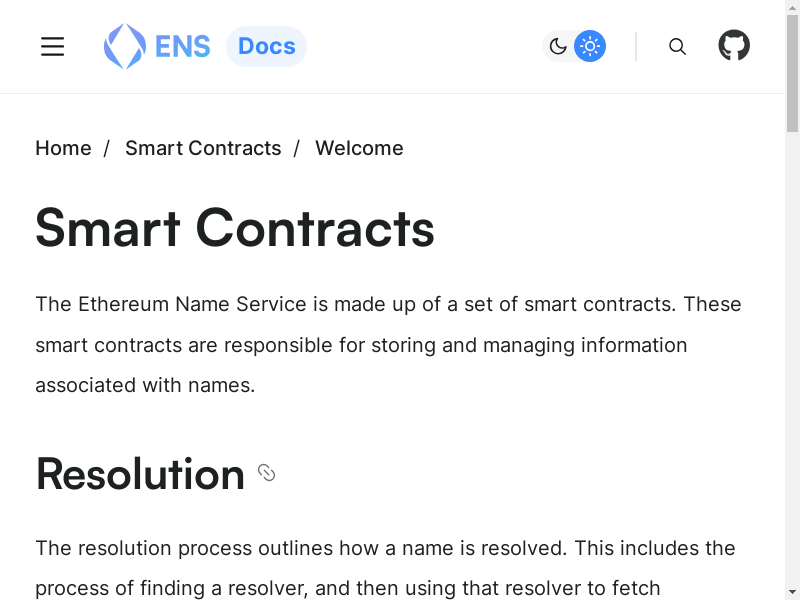 ENS Docs
Home / Smart Contracts / Welcome
Smart Contracts
The Ethereum Name Service is made up of a set of smart contracts. These
smart contracts are responsible for storing and managing information
associated with names.
Resolution
The resolution process outlines how a name is resolved. This includes the
process of finding a resolver, and then using that resolver to fetch